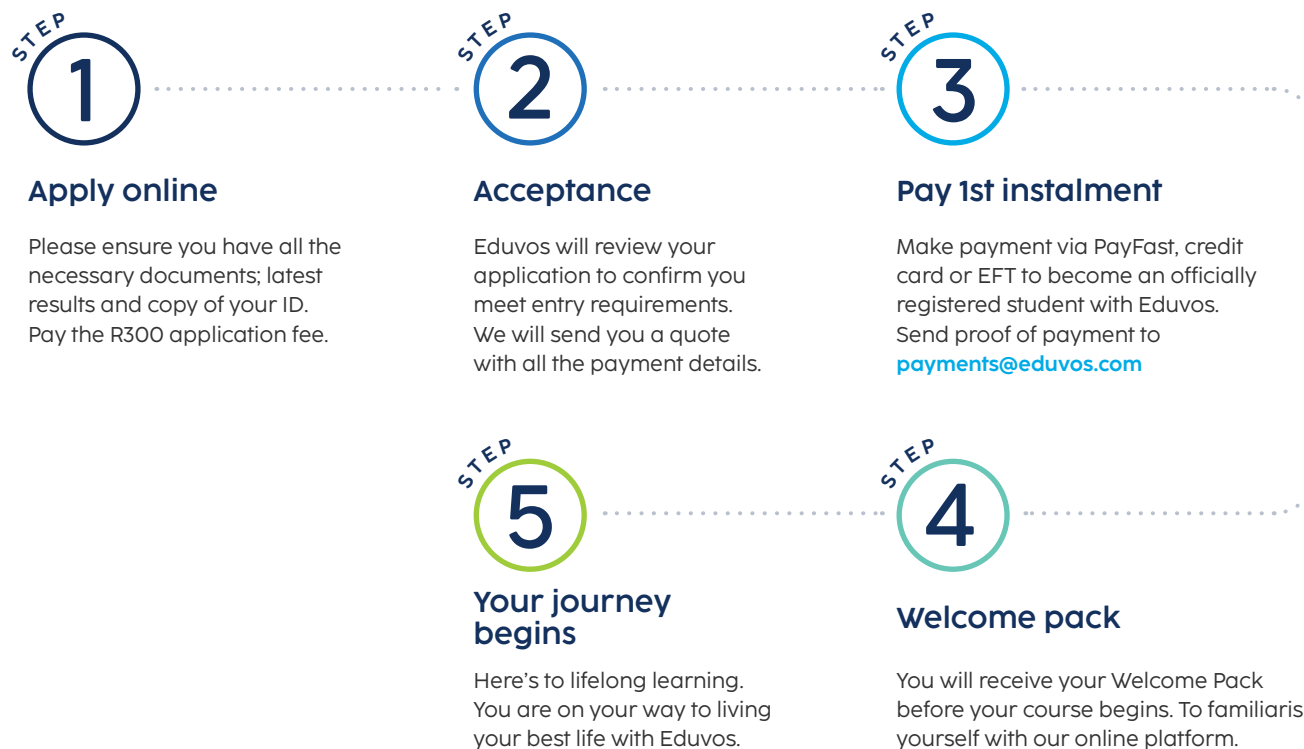 STEP
1
Apply online
Please ensure you have all the
necessary documents; latest
results and copy of your ID.
Pay the R300 application fee.
STEP
2
Acceptance
Eduvos will review your
application to confirm you
meet entry requirements.
We will send you a quote
with all the payment details.
STEP
3
Pay 1st instalment
Make payment via PayFast, credit
card or EFT to become an officially
registered student with Eduvos.
Send proof of payment to
payments@eduvos.com
STEP
4
Welcome pack
You will receive your Welcome Pack
before your course begins. To familiaris
yourself with our online platform.
STEP
5
Your journey
begins
Here's to lifelong learning.
You are on your way to living
your best life with Eduvos.